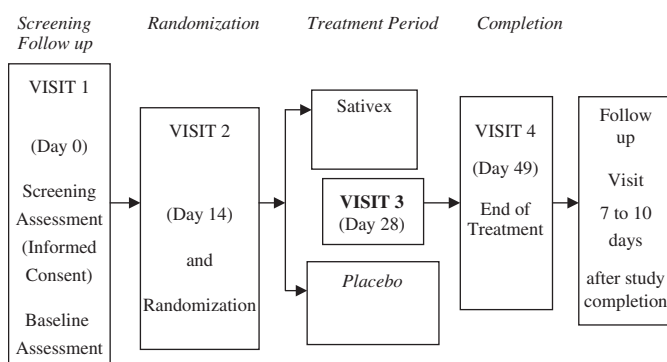 Screening
Follow up
Randomization
Treatment Period
Completion
VISIT 1
(Day 0)
Screening
Assessment
(Informed
Consent)
Baseline
Assessment
VISIT 2
(Day 14)
and
Randomization
Sativex
VISIT 3
(Day 28)
Placebo
VISIT 4
(Day 49)
End of
Treatment
Follow
up
Visit
7 to 10
days
after study
completion